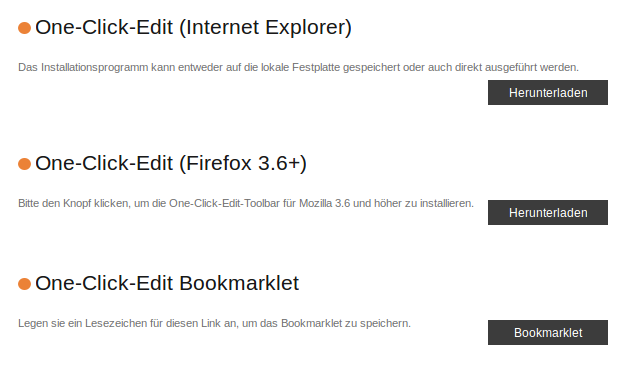 One-Click-Edit (Internet Explorer)
Das Installationsprogramm kann entweder auf die lokale Festplatte gespeichert oder auch direkt ausgeführt werden.
Herunterladen
One-Click-Edit (Firefox 3.6+)
Bitte den Knopf klicken, um die One-Click-Edit-Toolbar für Mozilla 3.6 und höher zu installieren.
Herunterladen
One-Click-Edit Bookmarklet
Legen sie ein Lesezeichen für diesen Link an, um das Bookmarklet zu speichern.
Bookmarklet